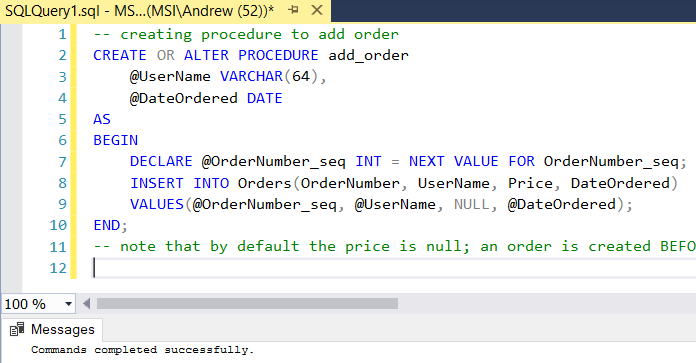 SQLQuery1.sql - MS...(MSI\Andrew (52))*
1 -- creating procedure to add order
2 CREATE OR ALTER PROCEDURE add_order
3 @UserName VARCHAR(64),
4 @DateOrdered DATE
5 AS
6 BEGIN
7 DECLARE @OrderNumber_seq INT = NEXT VALUE FOR OrderNumber_seq;
8 INSERT INTO Orders(OrderNumber, UserName, Price, DateOrdered)
9 VALUES(@OrderNumber_seq, @UserName, NULL, @DateOrdered);
10 END;
11 -- note that by default the price is null; an order is created BEFO
12
100 %
Messages
Commands completed successfully.